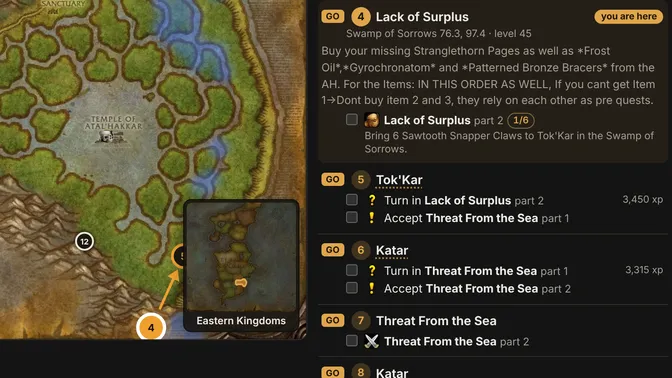 SANCTUARY
TEMPLE OF
ATAL'HAKKAR
12
5
4
Eastern Kingdoms
GO 4 Lack of Surplus you are here
Swamp of Sorrows 76.3, 97.4 · level 45
Buy your missing Stranglethorn Pages as well as *Frost
Oil*,*Gyrochronatom* and *Patterned Bronze Bracers* from the
AH. For the Items: IN THIS ORDER AS WELL, If you cant get Item
1->Dont buy item 2 and 3, they rely on each other as pre quests.
Lack of Surplus part 2 1/6
Bring 6 Sawtooth Snapper Claws to Tok'Kar in the Swamp of
Sorrows.
GO 5 Tok'Kar
? Turn in Lack of Surplus part 2 3,450 xp
! Accept Threat From the Sea part 1
GO 6 Katar
? Turn in Threat From the Sea part 1 3,315 xp
! Accept Threat From the Sea part 2
GO 7 Threat From the Sea
Threat From the Sea part 2
GO 8 Katar